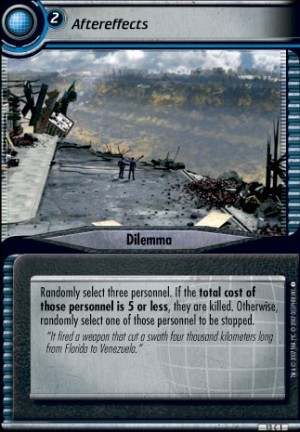 2 Aftereffects
Dilemma
Randomly select three personnel. If the total cost of
those personnel is 5 or less, they are killed. Otherwise,
randomly select one of those personnel to be stopped.
"It fired a weapon that cut a swath four thousand kilometers long
from Florida to Venezuela."